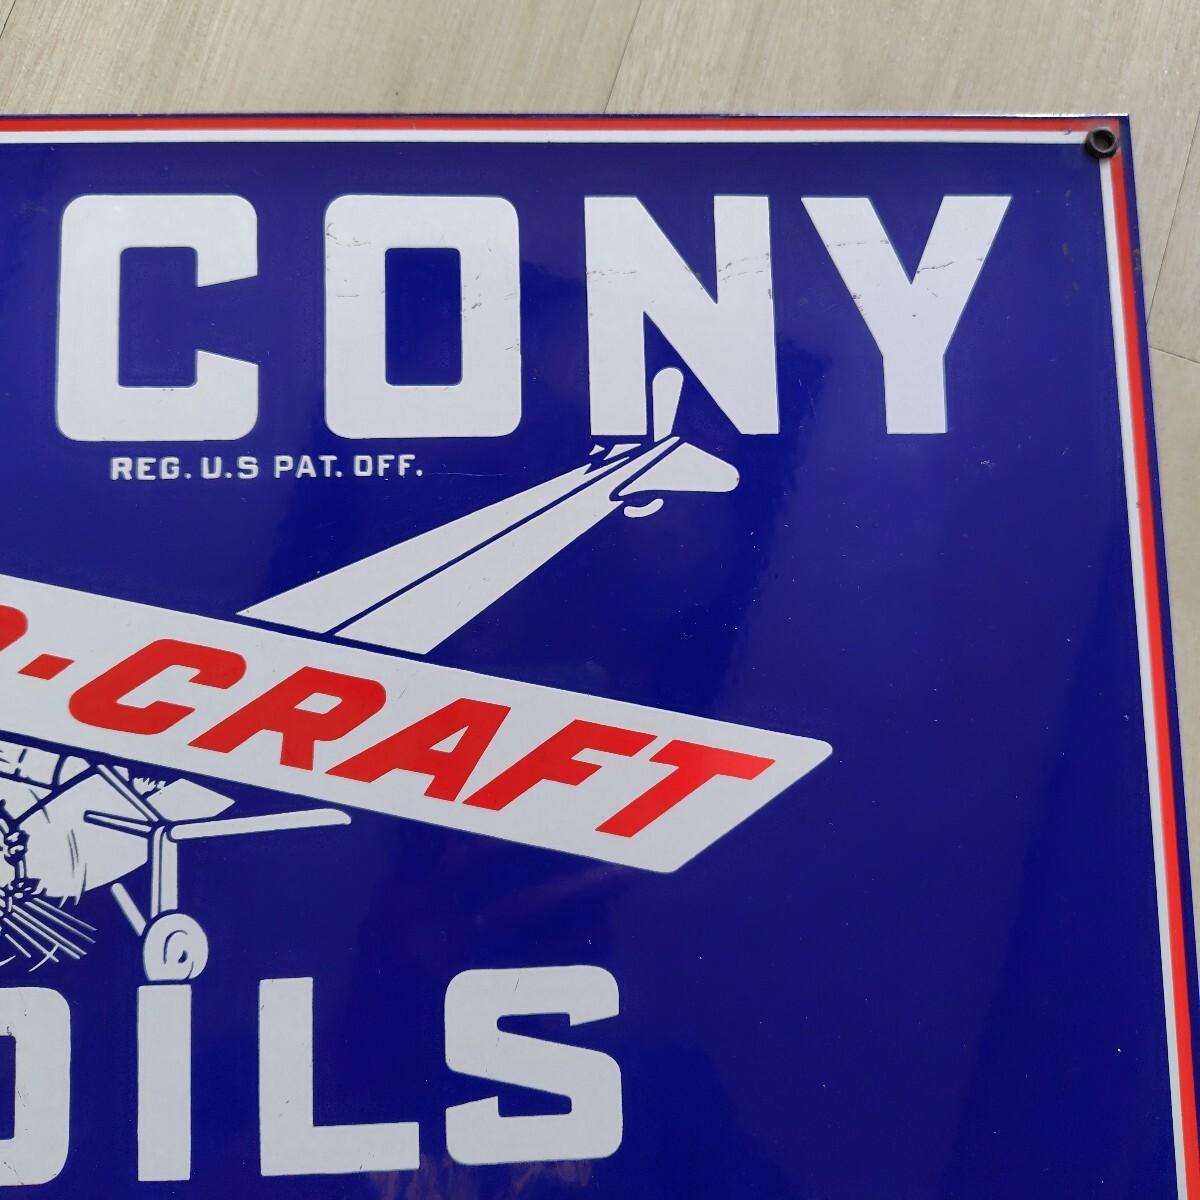 CONY
REG. U.S PAT. OFF.
O-CRAFT
OILS